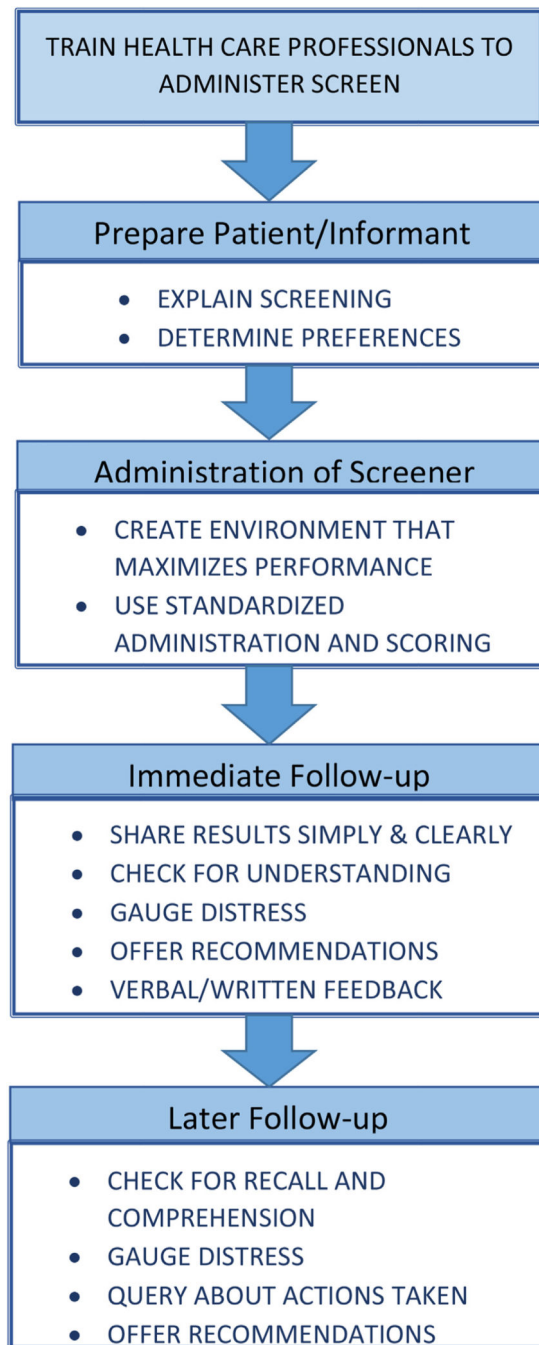 TRAIN HEALTH CARE PROFESSIONALS TO
ADMINISTER SCREEN
Prepare Patient/Informant
• EXPLAIN SCREENING
• DETERMINE PREFERENCES
Administration of Screener
• CREATE ENVIRONMENT THAT
MAXIMIZES PERFORMANCE
• USE STANDARDIZED
ADMINISTRATION AND SCORING
Immediate Follow-up
• SHARE RESULTS SIMPLY & CLEARLY
• CHECK FOR UNDERSTANDING
• GAUGE DISTRESS
• OFFER RECOMMENDATIONS
• VERBAL/WRITTEN FEEDBACK
Later Follow-up
• CHECK FOR RECALL AND
COMPREHENSION
• GAUGE DISTRESS
• QUERY ABOUT ACTIONS TAKEN
• OFFER RECOMMENDATIONS